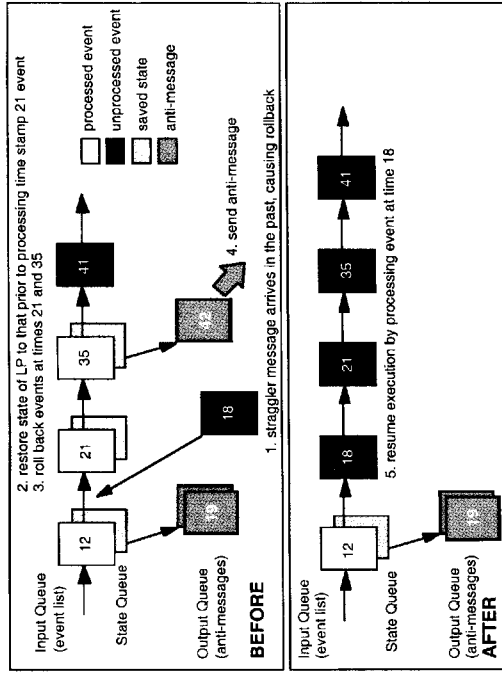 2. restore state of LP to that prior to processing time stamp 21 event
3. roll back events at times 21 and 35
Input Queue
(event list)
12
21
35
41
processed event
unprocessed event
saved state
anti-message
State Queue
18
42
4. send anti-message
Output Queue
(anti-messages)
19
BEFORE
1. straggler message arrives in the past, causing rollback
Input Queue
(event list)
12
18
21
35
41
State Queue
5. resume execution by processing event at time 18
Output Queue
(anti-messages)
19
AFTER